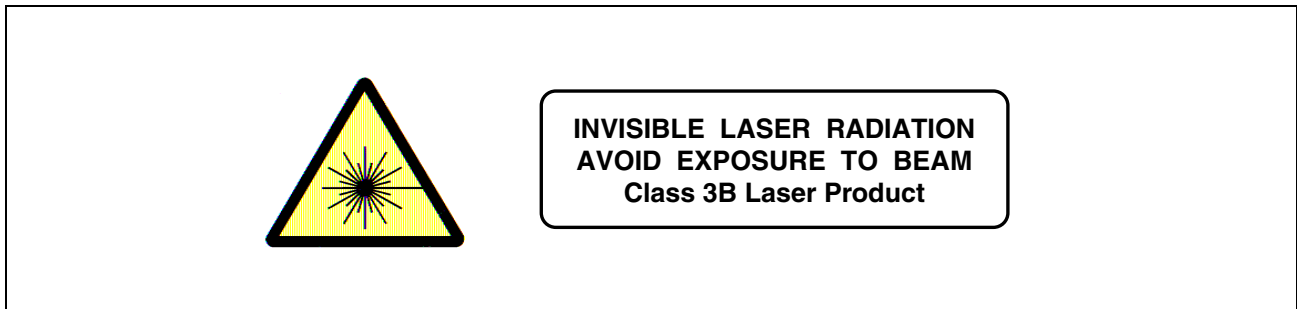 INVISIBLE LASER RADIATION
AVOID EXPOSURE TO BEAM
Class 3B Laser Product